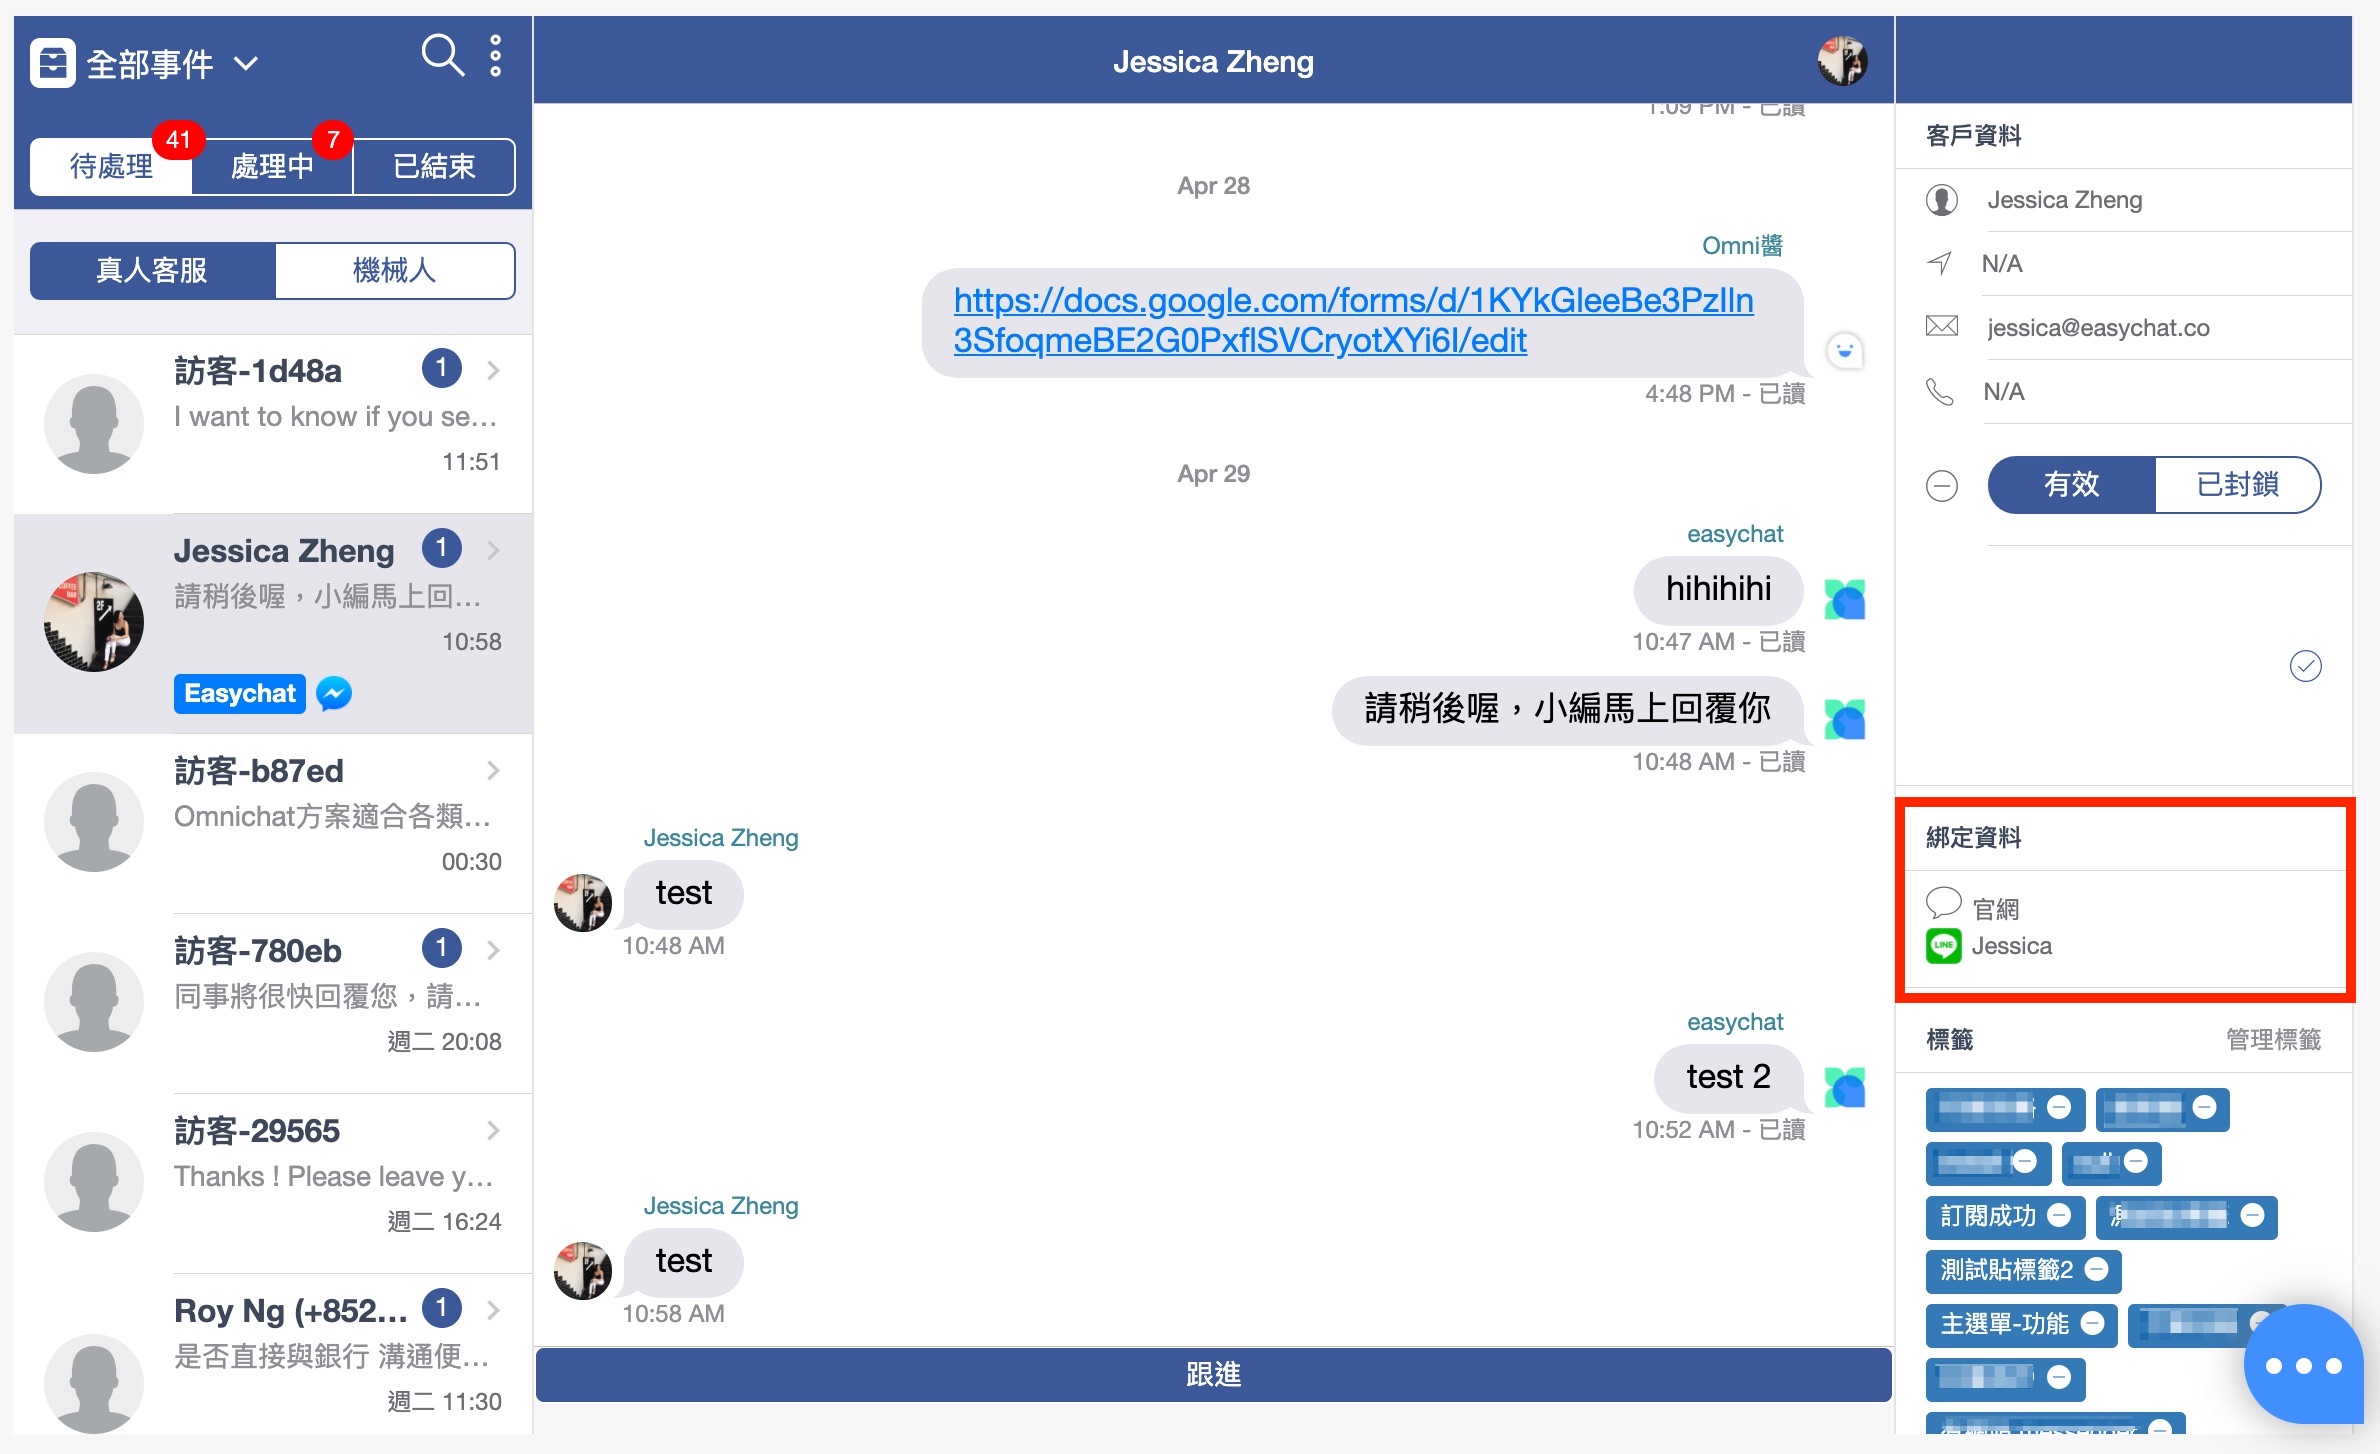 全部事件
待處理
41
處理中
7
已結束
真人客服
機械人
訪客-1d48a
1
I want to know if you se...
11:51
Jessica Zheng
1
請稍後喔，小編馬上回...
10:58
Easychat
訪客-b87ed
Omnichat方案適合各類...
00:30
訪客-780eb
1
同事將很快回覆您，請...
週二 20:08
訪客-29565
Thanks ! Please leave y...
週二 16:24
Roy Ng (+852...
1
是否直接與銀行 溝通便...
週二 11:30
Jessica Zheng
1:09 PM - 已讀
Apr 28
Omni醬
https://docs.google.com/forms/d/1KYkGleeBe3PzIln
3SfoqmeBE2G0PxflSVCryotXYi6I/edit
4:48 PM - 已讀
Apr 29
easychat
hihihihi
10:47 AM - 已讀
請稍後喔，小編馬上回覆你
10:48 AM - 已讀
Jessica Zheng
test
10:48 AM
easychat
test 2
10:52 AM - 已讀
Jessica Zheng
test
10:58 AM
跟進
客戶資料
Jessica Zheng
N/A
jessica@easychat.co
N/A
有效
已封鎖
綁定資料
官網
LINE
Jessica
標籤
管理標籤
訂閱成功
測試貼標籤2
主選單-功能